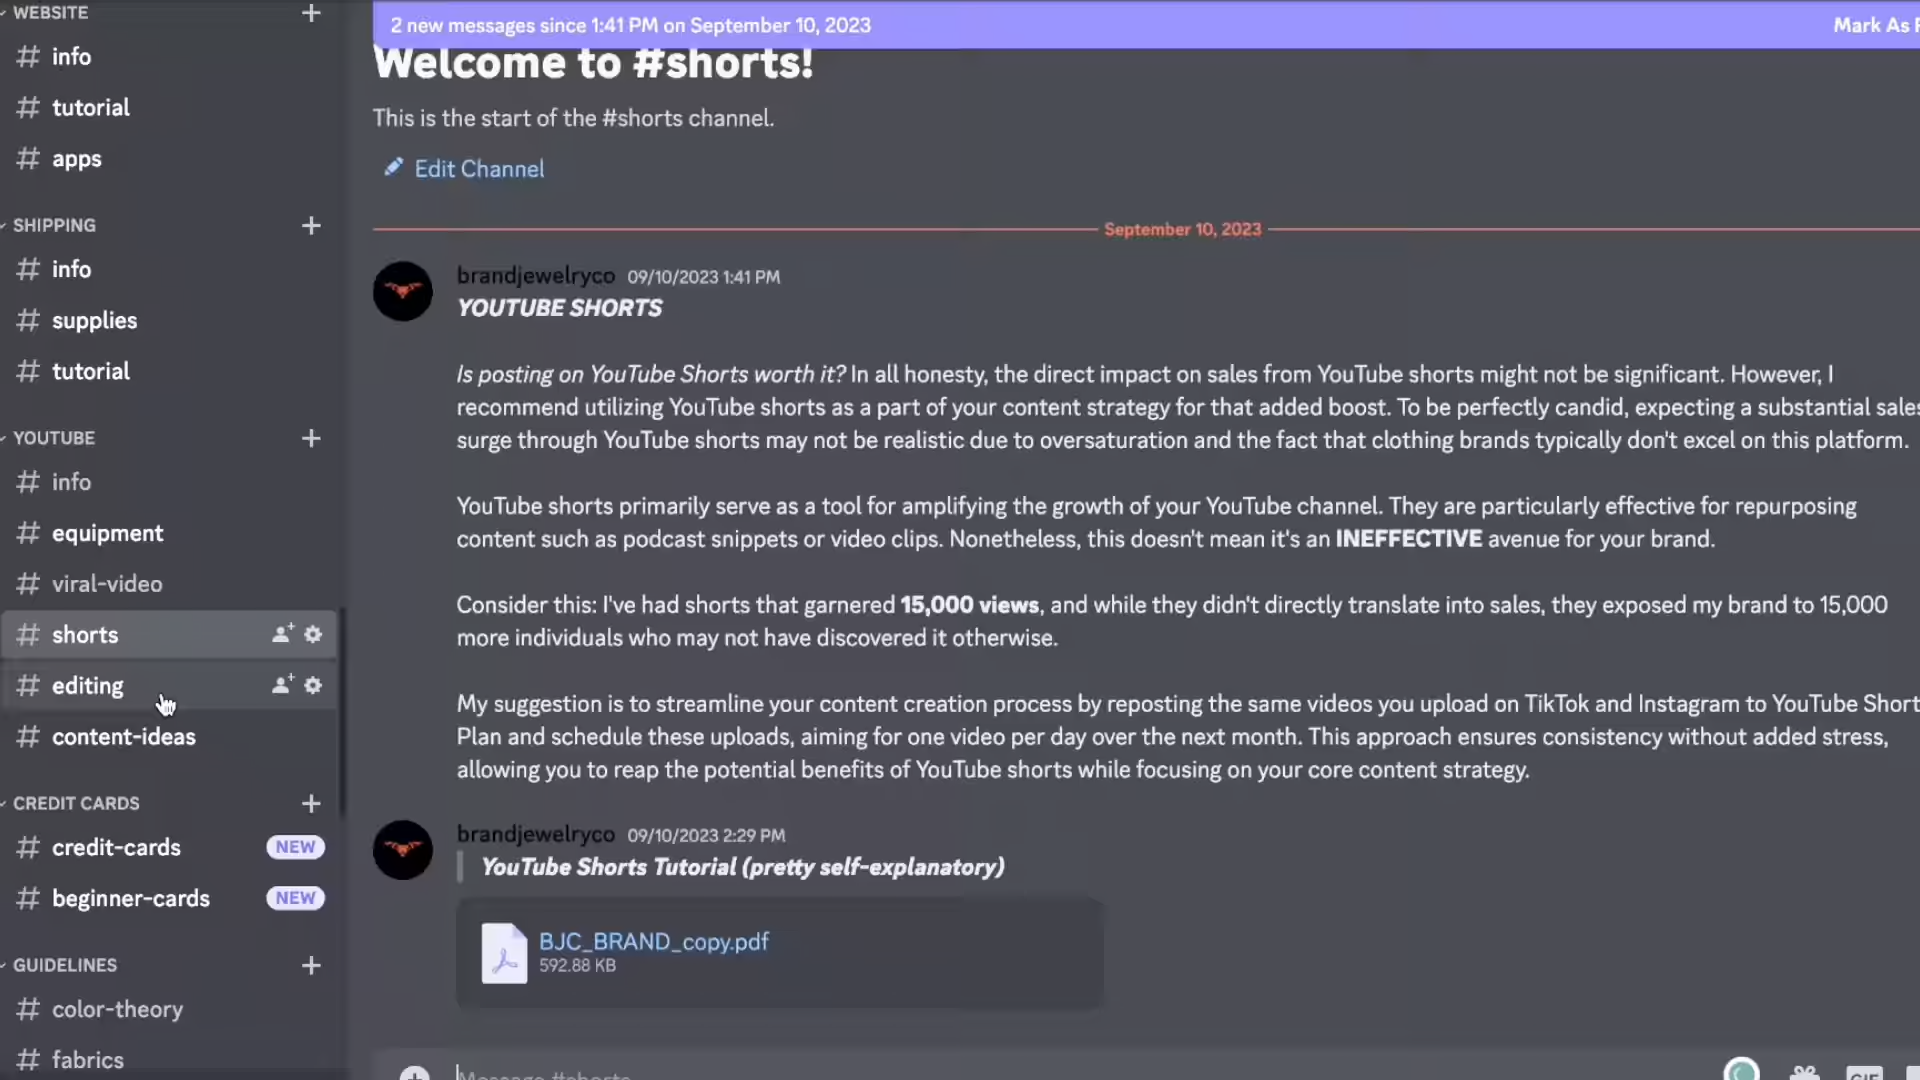 WEBSITE
info
tutorial
apps
SHIPPING
info
supplies
tutorial
YOUTUBE
info
equipment
viral-video
shorts
editing
content-ideas
CREDIT CARDS
credit-cards NEW
beginner-cards NEW
GUIDELINES
color-theory
fabrics
2 new messages since 1:41 PM on September 10, 2023 Mark As
Welcome to #shorts!
This is the start of the #shorts channel.
Edit Channel
September 10, 2023
brandjewelryco 09/10/2023 1:41 PM
YOUTUBE SHORTS
Is posting on YouTube Shorts worth it? In all honesty, the direct impact on sales from YouTube shorts might not be significant. However, I
recommend utilizing YouTube shorts as a part of your content strategy for that added boost. To be perfectly candid, expecting a substantial sales
surge through YouTube shorts may not be realistic due to oversaturation and the fact that clothing brands typically don't excel on this platform.
YouTube shorts primarily serve as a tool for amplifying the growth of your YouTube channel. They are particularly effective for repurposing
content such as podcast snippets or video clips. Nonetheless, this doesn't mean it's an INEFFECTIVE avenue for your brand.
Consider this: I've had shorts that garnered 15,000 views, and while they didn't directly translate into sales, they exposed my brand to 15,000
more individuals who may not have discovered it otherwise.
My suggestion is to streamline your content creation process by reposting the same videos you upload on TikTok and Instagram to YouTube Short
Plan and schedule these uploads, aiming for one video per day over the next month. This approach ensures consistency without added stress,
allowing you to reap the potential benefits of YouTube shorts while focusing on your core content strategy.
brandjewelryco 09/10/2023 2:29 PM
YouTube Shorts Tutorial (pretty self-explanatory)
BJC_BRAND_copy.pdf
592.88 KB
Message #shorts
GIF